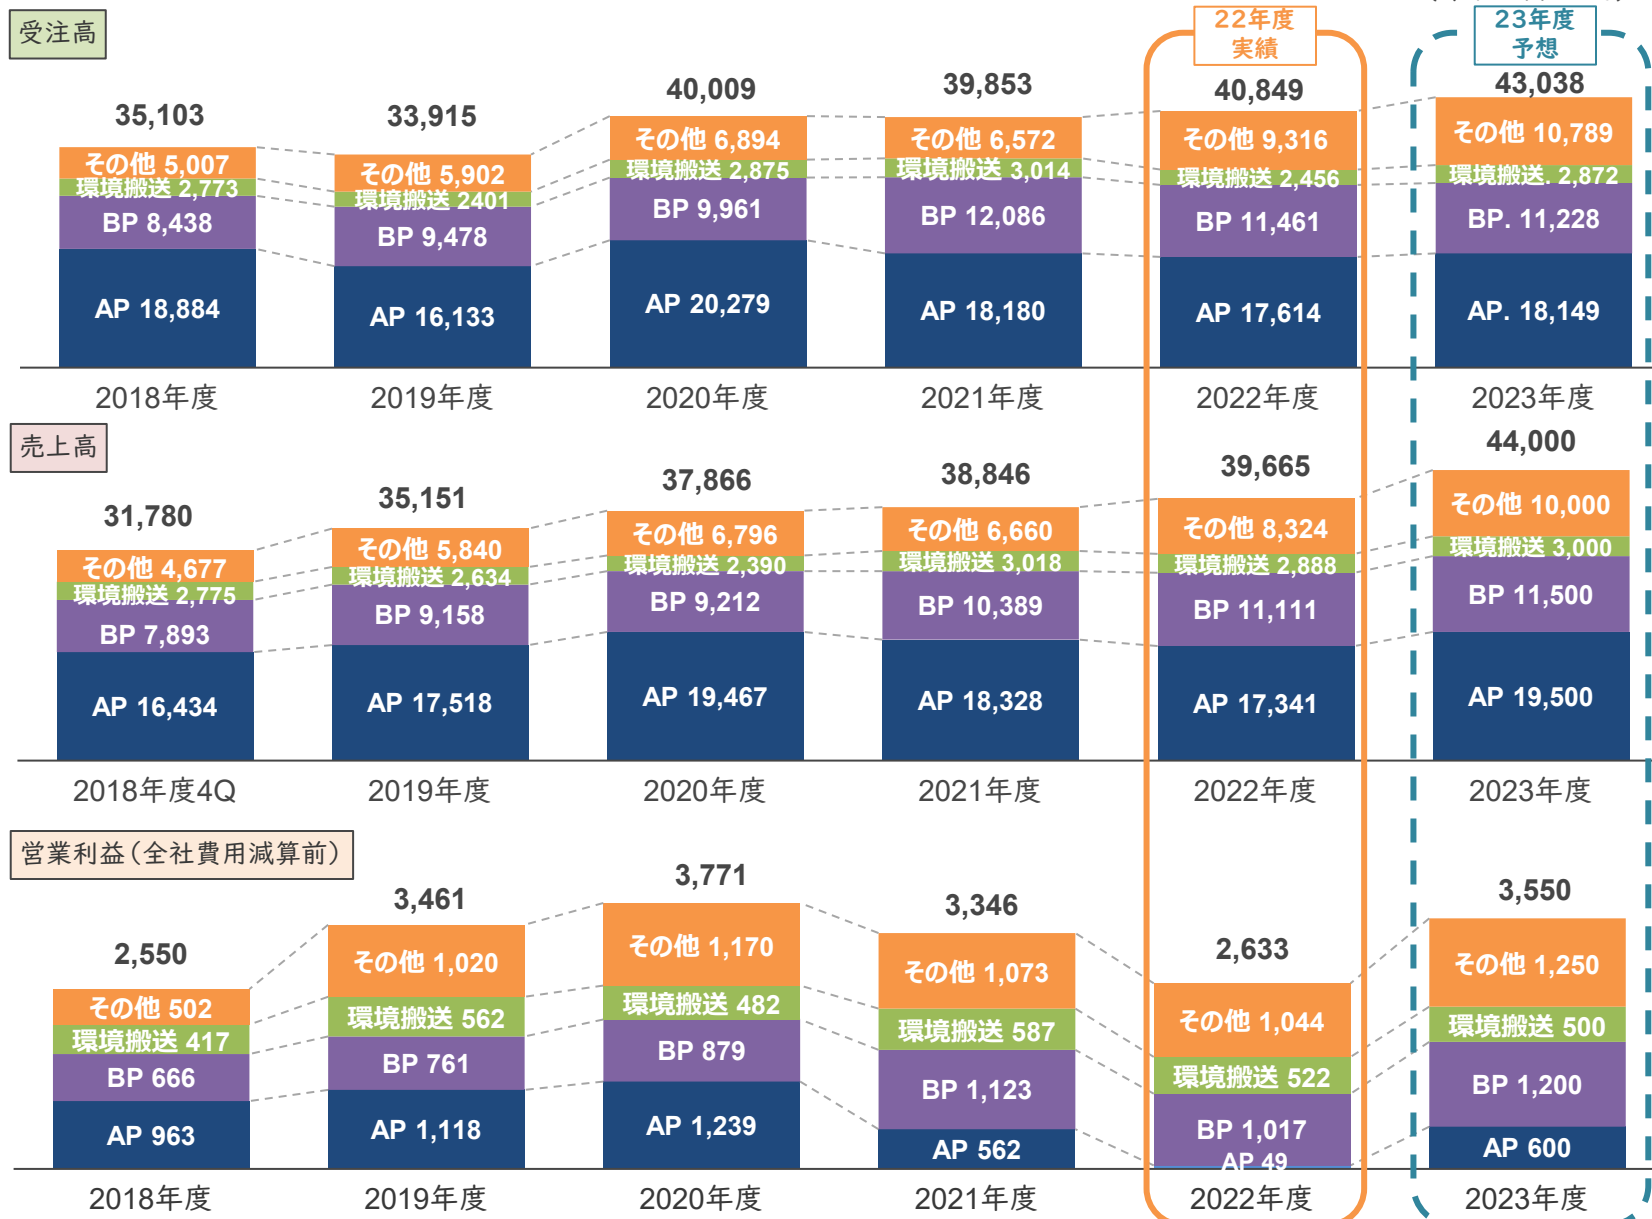 受注高
22年度
実績
23年度
予想
35,103
33,915
40,009
39,853
40,849
43,038
その他 5,007
その他 5,902
その他 6,894
その他 6,572
その他 9,316
その他 10,789
環境搬送 2,773
環境搬送 2401
環境搬送 2,875
環境搬送 3,014
環境搬送 2,456
環境搬送. 2,872
BP 8,438
BP 9,478
BP 9,961
BP 12,086
BP 11,461
BP. 11,228
AP 18,884
AP 16,133
AP 20,279
AP 18,180
AP 17,614
AP. 18,149
2018年度
2019年度
2020年度
2021年度
2022年度
2023年度
売上高
31,780
35,151
37,866
38,846
39,665
44,000
その他 4,677
その他 5,840
その他 6,796
その他 6,660
その他 8,324
その他 10,000
環境搬送 2,775
環境搬送 2,634
環境搬送 2,390
環境搬送 3,018
環境搬送 2,888
環境搬送 3,000
BP 7,893
BP 9,158
BP 9,212
BP 10,389
BP 11,111
BP 11,500
AP 16,434
AP 17,518
AP 19,467
AP 18,328
AP 17,341
AP 19,500
2018年度4Q
2019年度
2020年度
2021年度
2022年度
2023年度
営業利益（全社費用減算前）
2,550
3,461
3,771
3,346
2,633
3,550
その他 502
その他 1,020
その他 1,170
その他 1,073
その他 1,044
その他 1,250
環境搬送 417
環境搬送 562
環境搬送 482
環境搬送 587
環境搬送 522
環境搬送 500
BP 666
BP 761
BP 879
BP 1,123
BP 1,017
BP 1,200
AP 963
AP 1,118
AP 1,239
AP 562
AP 49
AP 600
2018年度
2019年度
2020年度
2021年度
2022年度
2023年度